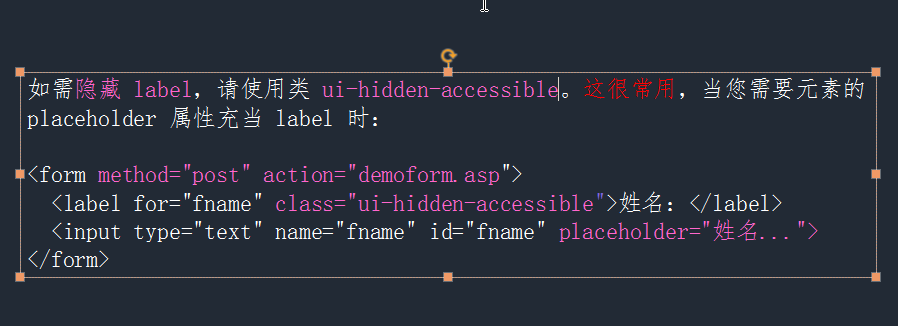 如需隐藏 label，请使用类 ui-hidden-accessible。这很常用，当您需要元素的
placeholder 属性充当 label 时：
<form method="post" action="demoform.asp">
  <label for="fname" class="ui-hidden-accessible">姓名：</label>
  <input type="text" name="fname" id="fname" placeholder="姓名...">
</form>